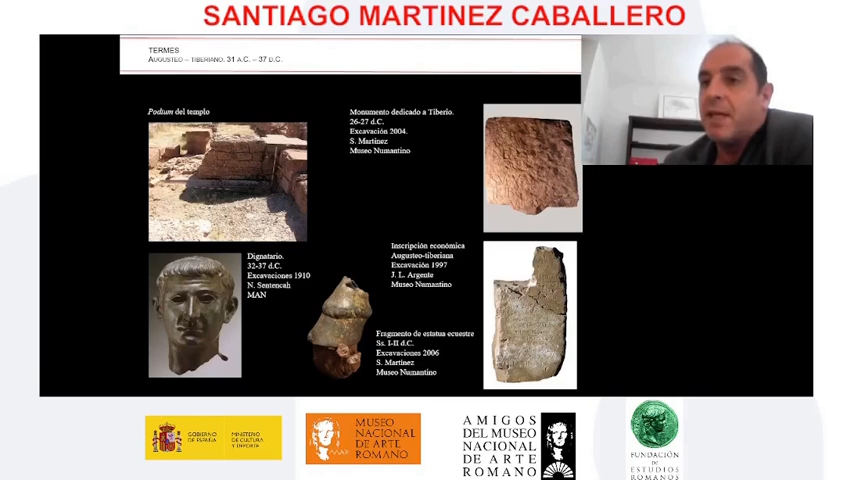 SANTIAGO MARTINEZ CABALLERO
TERMES
AUGUSTEO – TIBERIANO. 31 A.C. – 37 D.C.
Podium del templo
Monumento dedicado a Tiberio.
26-27 d.C.
Excavación 2004.
S. Martínez
Museo Numantino
Inscripción económica
Augusteo-tiberiana
Excavación 1997
J. L. Argente
Museo Numantino
Dignatario.
32-37 d.C.
Excavaciones 1910
N. Sentenach
MAN
Fragmento de estatua ecuestre
Ss. I-II d.C.
Excavaciones 2006
S. Martínez
Museo Numantino
GOBIERNO
DE ESPAÑA
MINISTERIO
DE CULTURA
Y DEPORTE
MUSEO
NACIONAL
DE ARTE
ROMANO
AMIGOS
DEL MUSEO
NACIONAL
DE ARTE
ROMANO
FUNDACIÓN
DE
ESTUDIOS
ROMANOS